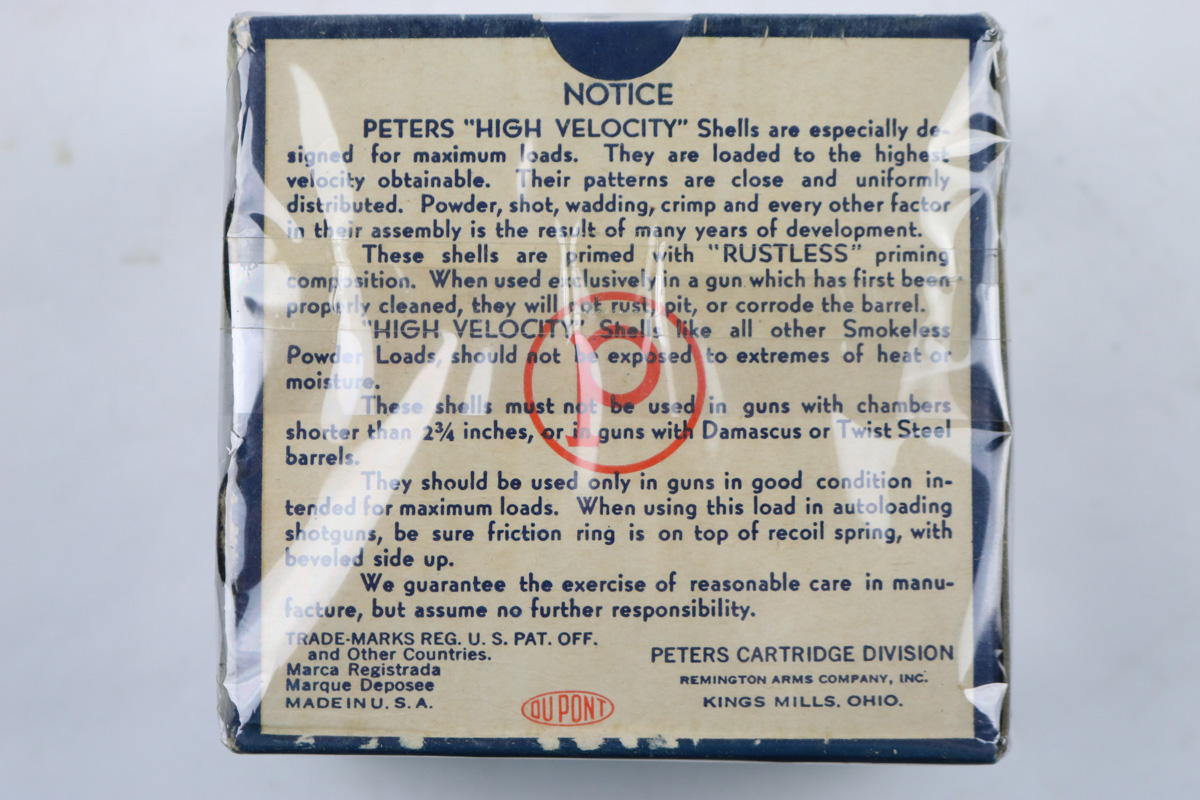 NOTICE
PETERS "HIGH VELOCITY" Shells are especially de-
signed for maximum loads. They are loaded to the highest
velocity obtainable. Their patterns are close and uniformly
distributed. Powder, shot, wadding, crimp and every other factor
in their assembly is the result of many years of development.
These shells are primed with "RUSTLESS" priming
composition. When used exclusively in a gun which has first been
properly cleaned, they will not rust, pit, or corrode the barrel.
"HIGH VELOCITY" Shells like all other Smokeless
Powder Loads, should not be exposed to extremes of heat or
moisture.
These shells must not be used in guns with chambers
shorter than 2¾ inches, or in guns with Damascus or Twist Steel
barrels.
They should be used only in guns in good condition in-
tended for maximum loads. When using this load in autoloading
shotguns, be sure friction ring is on top of recoil spring, with
beveled side up.
We guarantee the exercise of reasonable care in manu-
facture, but assume no further responsibility.
TRADE-MARKS REG. U. S. PAT. OFF.
and Other Countries.
Marca Registrada
Marque Deposee
MADE IN U. S. A.
DU PONT
PETERS CARTRIDGE DIVISION
REMINGTON ARMS COMPANY, INC.
KINGS MILLS, OHIO.
P